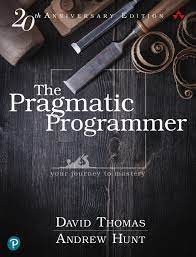 20th ANNIVERSARY EDITION
The
Pragmatic
Programmer
your journey to mastery
DAVID THOMAS
ANDREW HUNT
P